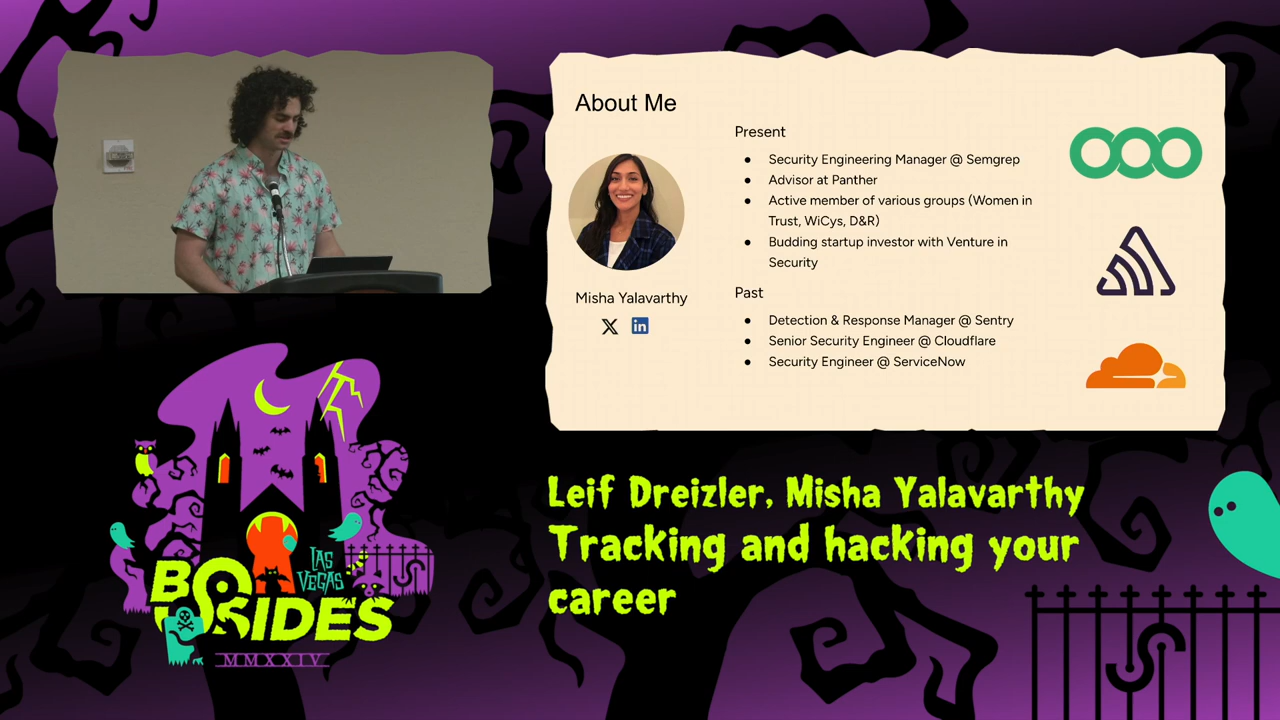 About Me
Present
● Security Engineering Manager @ Semgrep
● Advisor at Panther
● Active member of various groups (Women in
Trust, WiCys, D&R)
● Budding startup investor with Venture in
Security
Misha Yalavarthy
Past
● Detection & Response Manager @ Sentry
● Senior Security Engineer @ Cloudflare
● Security Engineer @ ServiceNow
Leif Dreizler, Misha Yalavarthy
Tracking and hacking your
career
LAS
VEGAS
BSIDES
MMXXIV